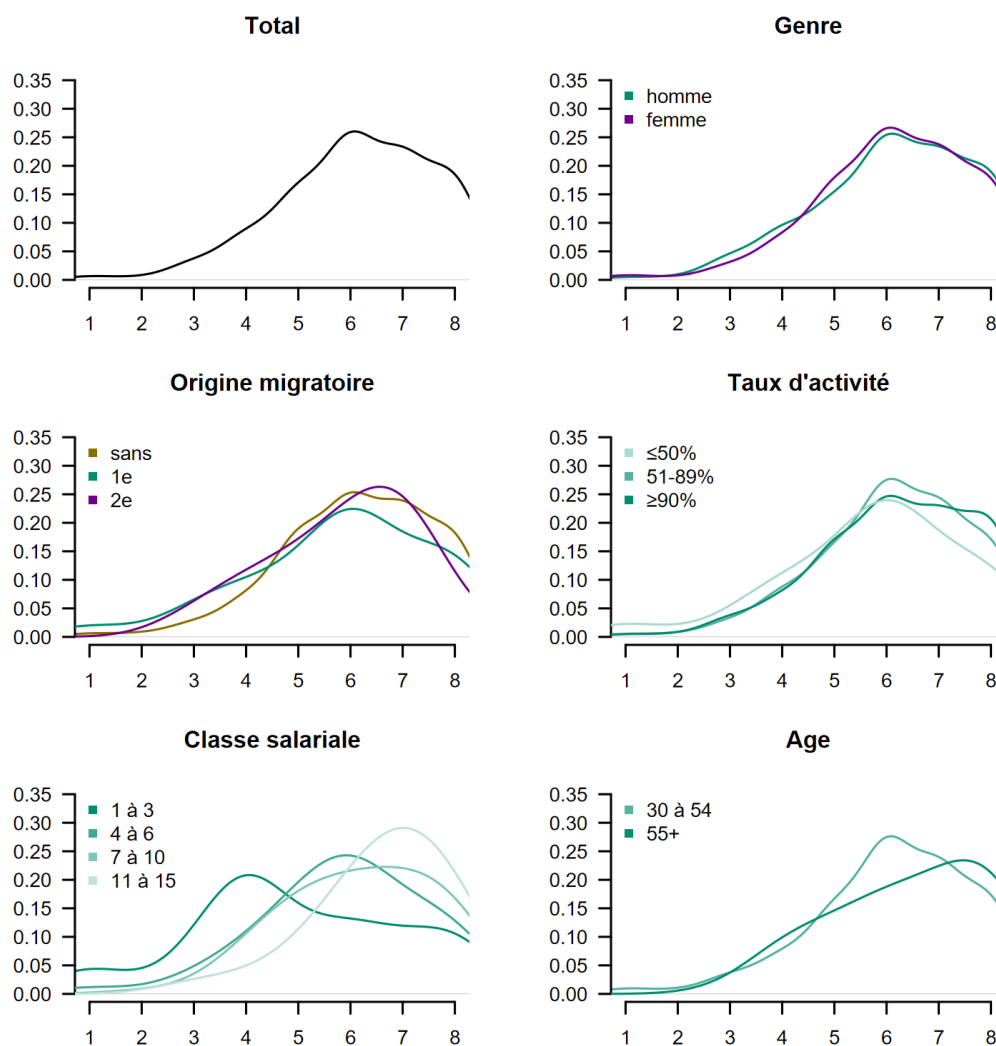 Total
0.35
0.30
0.25
0.20
0.15
0.10
0.05
0.00
1 2 3 4 5 6 7 8
Genre
homme
femme
0.35
0.30
0.25
0.20
0.15
0.10
0.05
0.00
1 2 3 4 5 6 7 8
Origine migratoire
sans
1e
2e
0.35
0.30
0.25
0.20
0.15
0.10
0.05
0.00
1 2 3 4 5 6 7 8
Taux d'activité
≤50%
51-89%
≥90%
0.35
0.30
0.25
0.20
0.15
0.10
0.05
0.00
1 2 3 4 5 6 7 8
Classe salariale
1 à 3
4 à 6
7 à 10
11 à 15
0.35
0.30
0.25
0.20
0.15
0.10
0.05
0.00
1 2 3 4 5 6 7 8
Age
30 à 54
55+
0.35
0.30
0.25
0.20
0.15
0.10
0.05
0.00
1 2 3 4 5 6 7 8